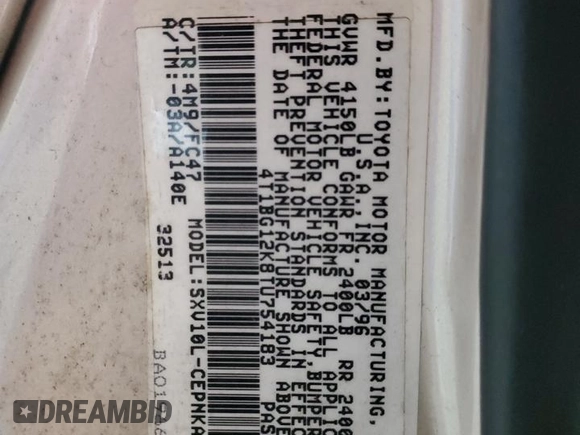 MFD.BY: TOYOTA MOTOR MANUFACTURING,
U.S.A., INC. 03/96
GVWR 4150LB GAWR FR 2400LB RR 2400
THIS VEHICLE CONFORMS TO ALL APPLIC
FEDERAL MOTOR VEHICLE SAFETY, BUMPER
THEFT PREVENTION STANDARDS IN EFFEC
THE DATE OF MANUFACTURE SHOWN ABOVE
4T1BG12K8TU754183 PAS
C/TR: 4M9/FC47 MODEL: SXV10L-CEPNKA
A/TM: -03A/A140E
32513
DREAMBID